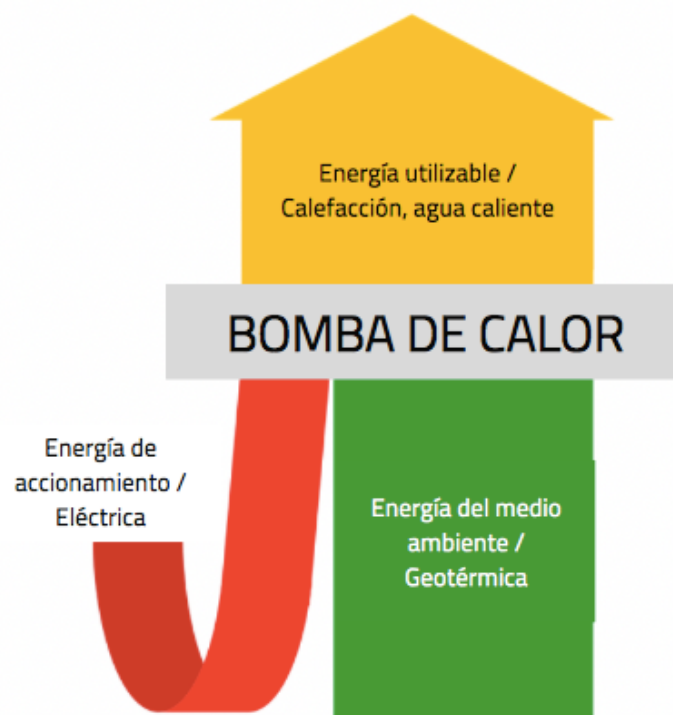 Energía utilizable /
Calefacción, agua caliente
BOMBA DE CALOR
Energía de
accionamiento /
Eléctrica
Energía del medio
ambiente /
Geotérmica